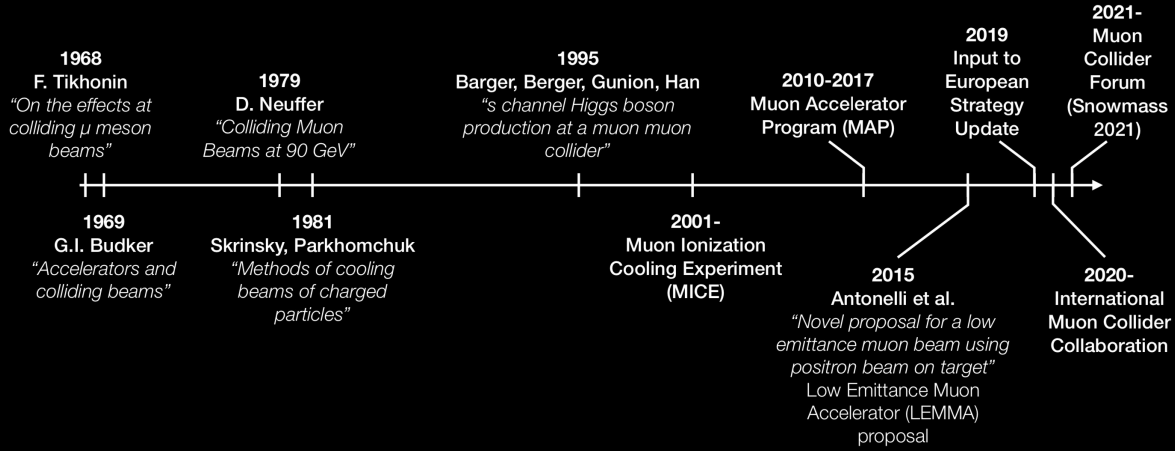 1968
F. Tikhonin
“On the effects at
colliding μ meson
beams”
1969
G.I. Budker
“Accelerators and
colliding beams”
1979
D. Neuffer
“Colliding Muon
Beams at 90 GeV”
1981
Skrinsky, Parkhomchuk
“Methods of cooling
beams of charged
particles”
1995
Barger, Berger, Gunion, Han
“s channel Higgs boson
production at a muon muon
collider”
2001-
Muon Ionization
Cooling Experiment
(MICE)
2010-2017
Muon Accelerator
Program (MAP)
2015
Antonelli et al.
“Novel proposal for a low
emittance muon beam using
positron beam on target”
Low Emittance Muon
Accelerator (LEMMA)
proposal
2019
Input to
European
Strategy
Update
2020-
International
Muon Collider
Collaboration
2021-
Muon
Collider
Forum
(Snowmass
2021)